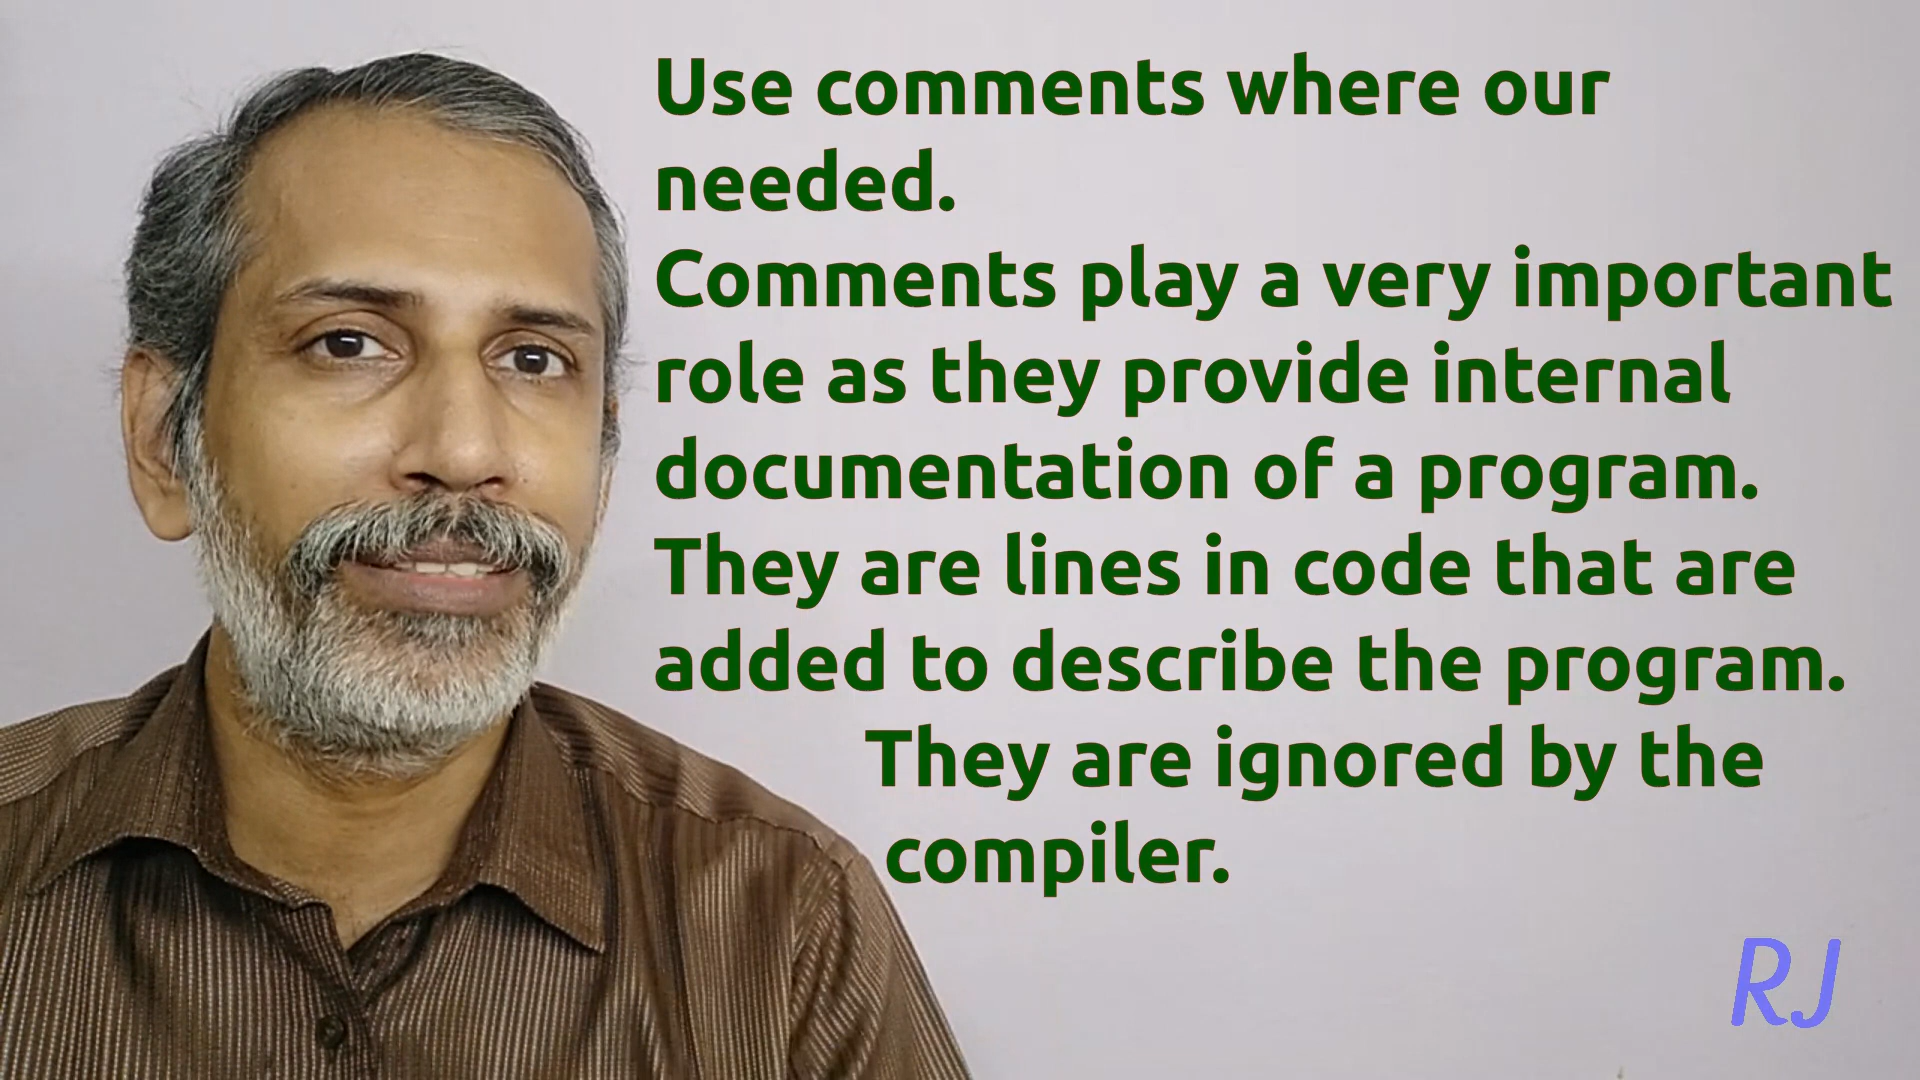 Use comments where our
needed.
Comments play a very important
role as they provide internal
documentation of a program.
They are lines in code that are
added to describe the program.
They are ignored by the
compiler.
RJ